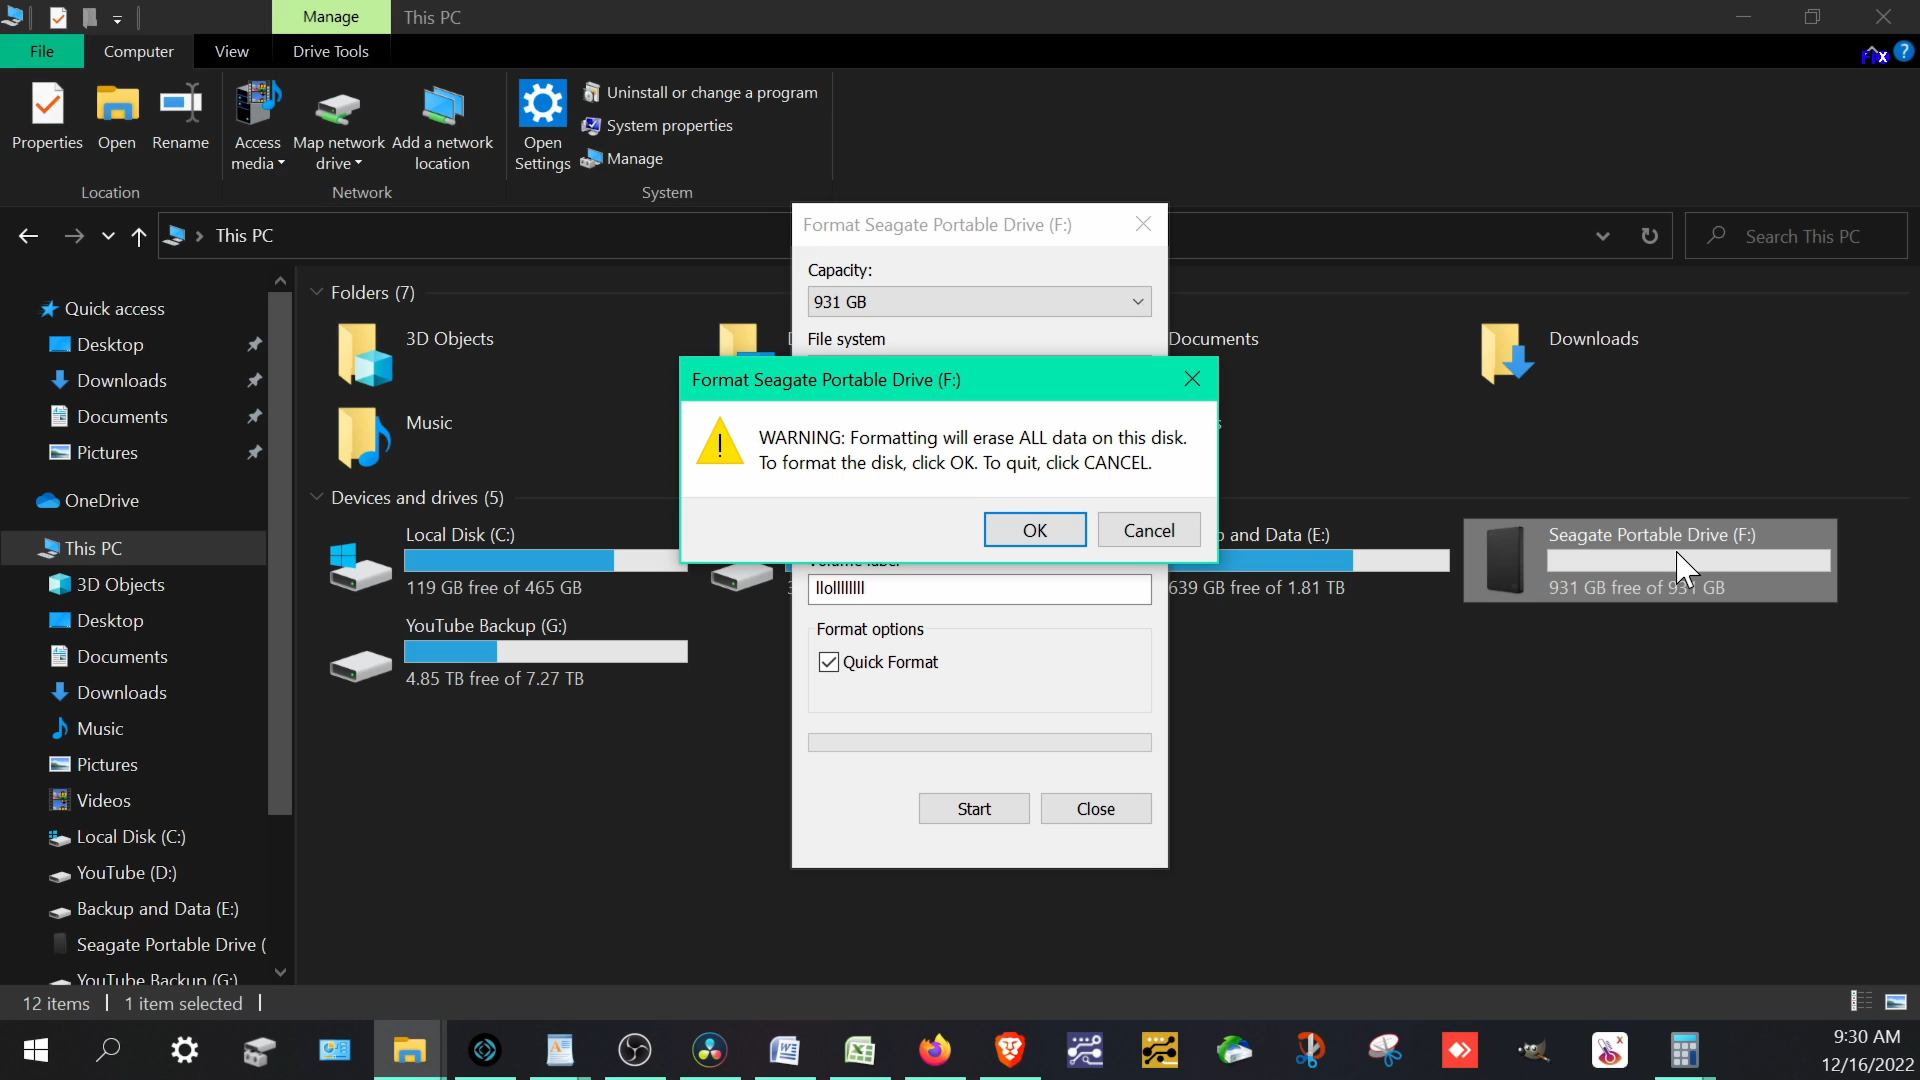 Manage
This PC
File
Computer
View
Drive Tools
Properties
Open
Rename
Access media
Map network drive
Add a network location
Open Settings
Uninstall or change a program
System properties
Manage
Location
Network
System
This PC
Search This PC
Quick access
Desktop
Downloads
Documents
Pictures
OneDrive
This PC
3D Objects
Desktop
Documents
Downloads
Music
Pictures
Videos
Local Disk (C:)
YouTube (D:)
Backup and Data (E:)
Seagate Portable Drive (
YouTube Backup (G:)
Folders (7)
3D Objects
Documents
Downloads
Music
Devices and drives (5)
Local Disk (C:)
119 GB free of 465 GB
and Data (E:)
639 GB free of 1.81 TB
Seagate Portable Drive (F:)
931 GB free of 931 GB
YouTube Backup (G:)
4.85 TB free of 7.27 TB
Format Seagate Portable Drive (F:)
Capacity:
931 GB
File system
Format Seagate Portable Drive (F:)
WARNING: Formatting will erase ALL data on this disk.
To format the disk, click OK. To quit, click CANCEL.
OK
Cancel
Format options
Quick Format
Start
Close
12 items
1 item selected
9:30 AM
12/16/2022